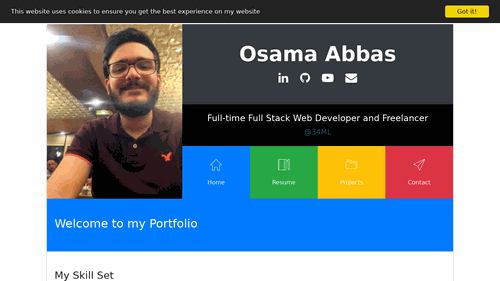 This website uses cookies to ensure you get the best experience on my website
Got it!
Osama Abbas
Full-time Full Stack Web Developer and Freelancer
@34ML
Home
Resume
Projects
Contact
Welcome to my Portfolio
My Skill Set